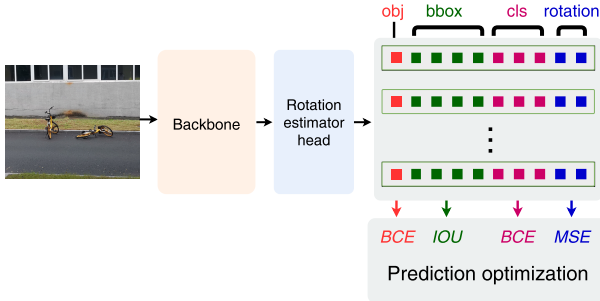 obj bbox cls rotation
Backbone
Rotation
estimator
head
BCE IOU BCE MSE
Prediction optimization